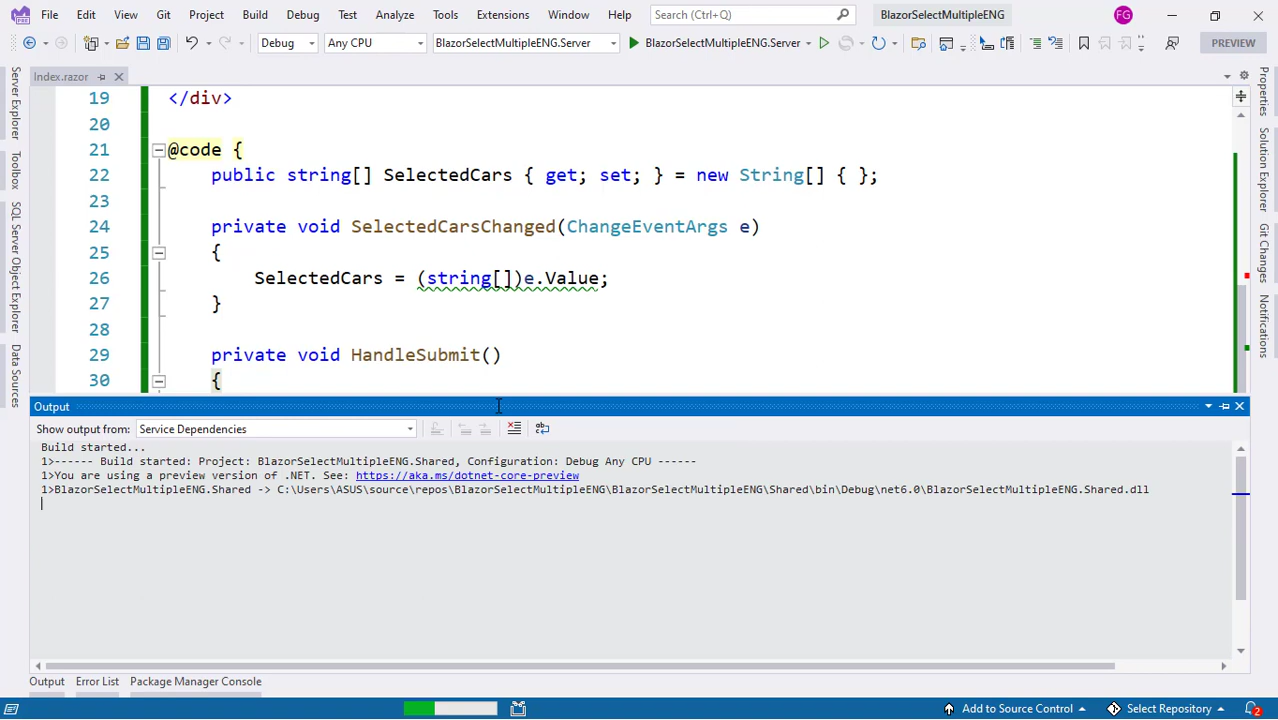 File Edit View Git Project Build Debug Test Analyze Tools Extensions Window Help Search (Ctrl+Q) BlazorSelectMultipleENG FG
Debug Any CPU BlazorSelectMultipleENG.Server BlazorSelectMultipleENG.Server PREVIEW
Index.razor
Server Explorer
Toolbox
SQL Server Object Explorer
Data Sources
19 </div>
20
21 @code {
22 public string[] SelectedCars { get; set; } = new String[] { };
23
24 private void SelectedCarsChanged(ChangeEventArgs e)
25 {
26 SelectedCars = (string[])e.Value;
27 }
28
29 private void HandleSubmit()
30 {
Properties
Solution Explorer
Git Changes
Notifications
Output
Show output from: Service Dependencies
Build started...
1>------ Build started: Project: BlazorSelectMultipleENG.Shared, Configuration: Debug Any CPU ------
1>You are using a preview version of .NET. See: https://aka.ms/dotnet-core-preview
1>BlazorSelectMultipleENG.Shared -> C:\Users\ASUS\source\repos\BlazorSelectMultipleENG\BlazorSelectMultipleENG\Shared\bin\Debug\net6.0\BlazorSelectMultipleENG.Shared.dll
Output Error List Package Manager Console
Add to Source Control Select Repository 2